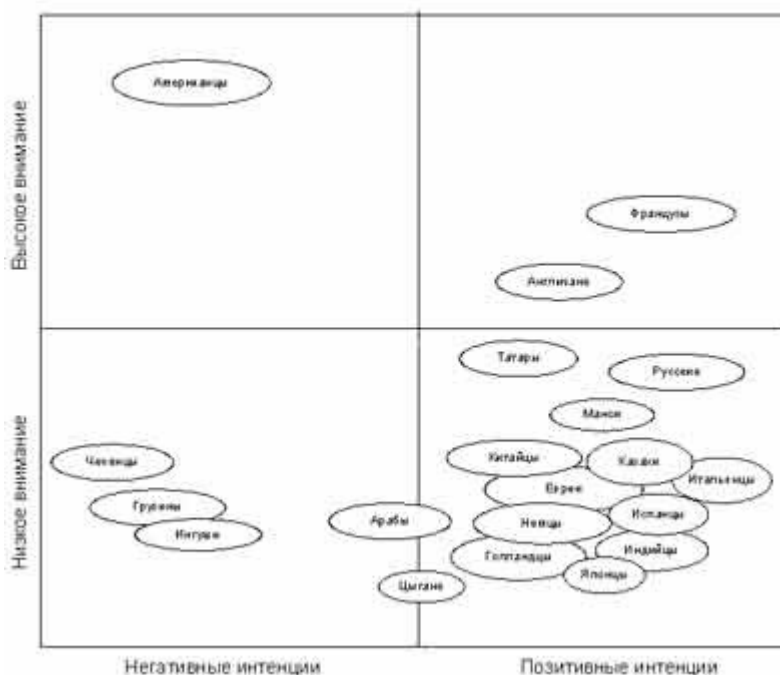 Высокое внимание
Американцы
Французы
Англичане
Низкое внимание
Татары
Русские
Манси
Чеченцы
Китайцы
Казаки
Итальянцы
Евреи
Грузины
Ингуши
Арабы
Немцы
Испанцы
Голландцы
Индийцы
Цыгане
Японцы
Негативные интенции
Позитивные интенции